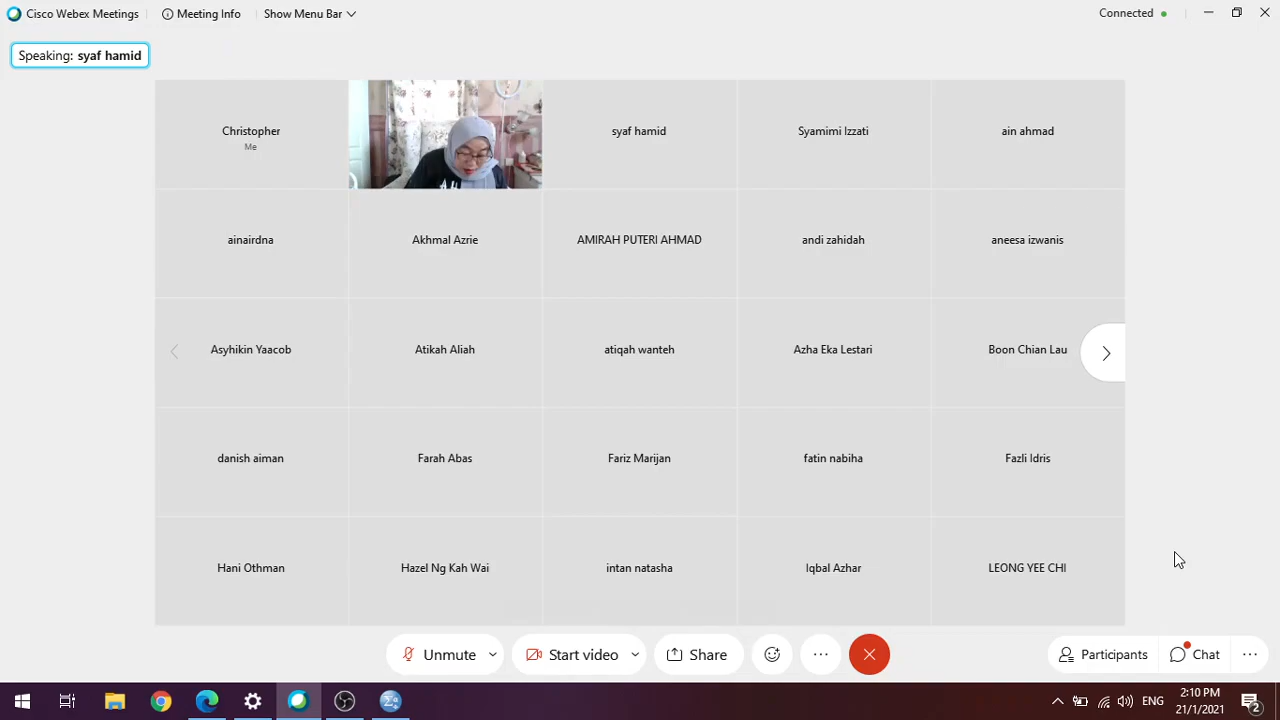 Cisco Webex Meetings
Meeting Info
Show Menu Bar
Connected
Speaking: syaf hamid
Christopher
Me
syaf hamid
Syamimi Izzati
ain ahmad
ainairdna
Akhmal Azrie
AMIRAH PUTERI AHMAD
andi zahidah
aneesa izwanis
Asyhikin Yaacob
Atikah Aliah
atiqah wanteh
Azha Eka Lestari
Boon Chian Lau
danish aiman
Farah Abas
Fariz Marijan
fatin nabiha
Fazli Idris
Hani Othman
Hazel Ng Kah Wai
intan natasha
Iqbal Azhar
LEONG YEE CHI
Unmute
Start video
Share
Participants
Chat
ENG
2:10 PM
21/1/2021
2